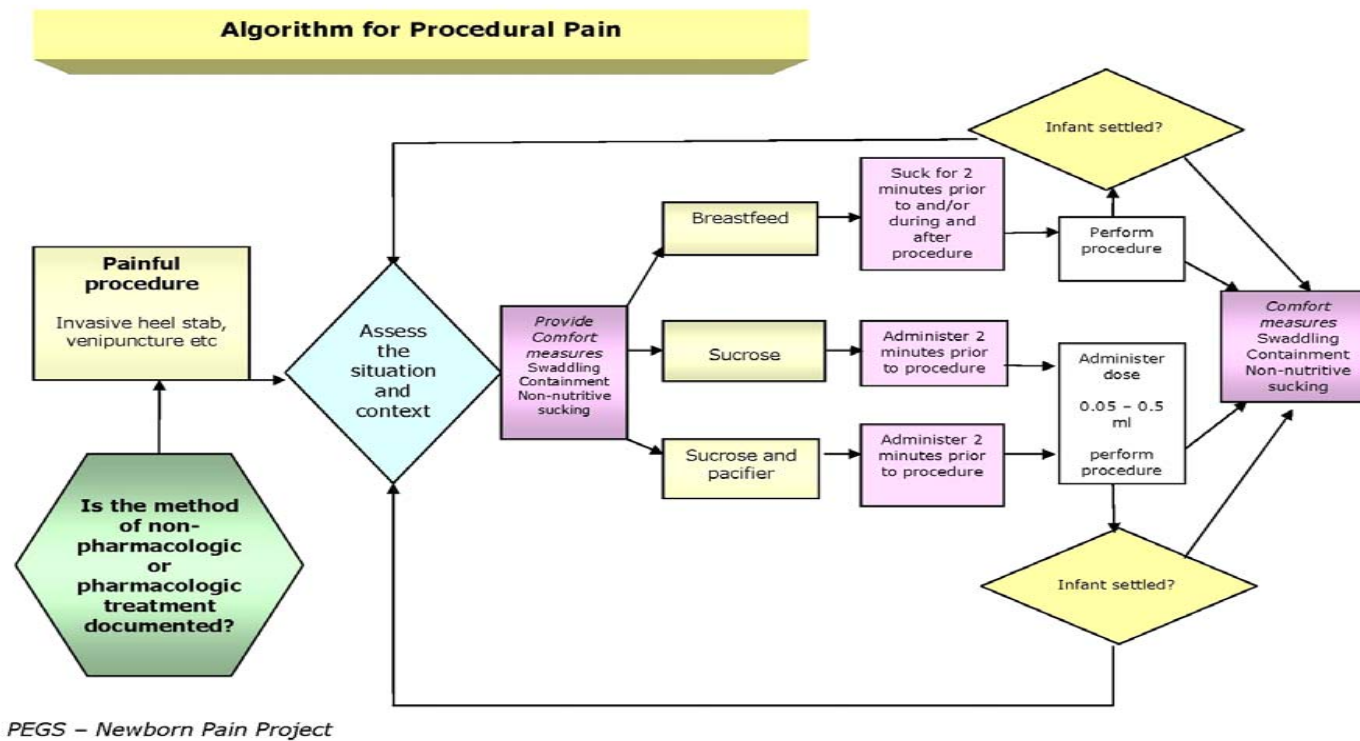 Algorithm for Procedural Pain
Infant settled?
Suck for 2
minutes prior
to and/or
during and
after
procedure
Breastfeed
Perform
procedure
Painful
procedure
Invasive heel stab,
venipuncture etc
Assess
the
situation
and
context
Provide
Comfort
measures
Swaddling
Containment
Non-nutritive
sucking
Sucrose
Administer 2
minutes prior
to procedure
Administer
dose
0.05 – 0.5
ml
perform
procedure
Comfort
measures
Swaddling
Containment
Non-nutritive
sucking
Sucrose and
pacifier
Administer 2
minutes prior
to procedure
Is the method
of non-
pharmacologic
or
pharmacologic
treatment
documented?
Infant settled?
PEGS – Newborn Pain Project